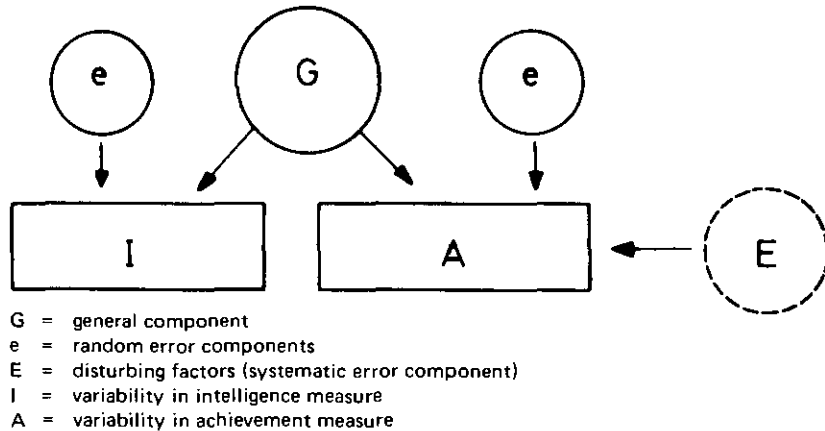 e G e
I A E
G = general component
e = random error components
E = disturbing factors (systematic error component)
I = variability in intelligence measure
A = variability in achievement measure